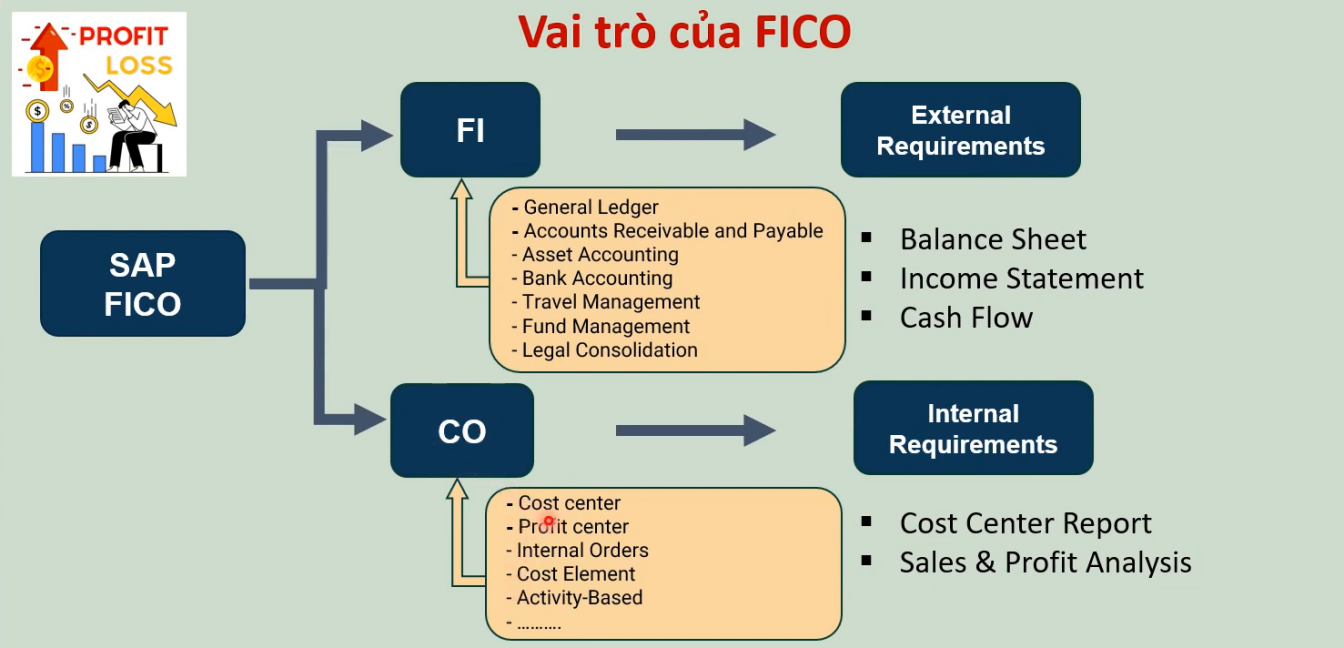 Vai trò của FICO
PROFIT
LOSS
SAP
FICO
FI
External
Requirements
- General Ledger
- Accounts Receivable and Payable
- Asset Accounting
- Bank Accounting
- Travel Management
- Fund Management
- Legal Consolidation
▪ Balance Sheet
▪ Income Statement
▪ Cash Flow
CO
Internal
Requirements
- Cost center
- Profit center
- Internal Orders
- Cost Element
- Activity-Based
- ..........
▪ Cost Center Report
▪ Sales & Profit Analysis